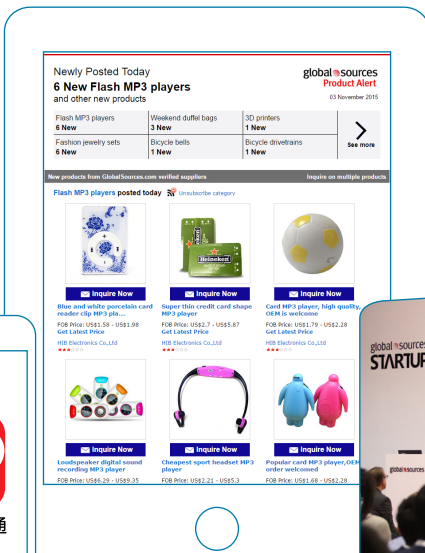 Newly Posted Today
6 New Flash MP3 players
and other new products
global sources
Product Alert
03 November 2015
Flash MP3 players
6 New
Weekend duffel bags
3 New
3D printers
1 New
Fashion jewelry sets
6 New
Bicycle bells
1 New
Bicycle drivetrains
1 New
See more
New products from GlobalSources.com verified suppliers
Inquire on multiple products
Flash MP3 players posted today
Unsubscribe category
Heineken
Heineken
Inquire Now
Inquire Now
Inquire Now
Blue and white porcelain card
reader clip MP3 pla...
FOB Price: US$1.58 - US$1.98
Get Latest Price
HIB Electronics Co.,Ltd
Super thin credit card shape
MP3 player
FOB Price: US$2.7 - US$5.87
Get Latest Price
HIB Electronics Co.,Ltd
Card MP3 player, high quality,
OEM is welcome
FOB Price: US$1.79 - US$2.28
Get Latest Price
HIB Electronics Co.,Ltd
Inquire Now
Inquire Now
Inquire Now
Loudspeaker digital sound
recording MP3 player
FOB Price: US$6.29 - US$9.35
Cheapest sport headset MP3
player
FOB Price: US$2.21 - US$5.3
Popular card MP3 player,OEM
order welcomed
FOB Price: US$1.68 - US$2.28
global sources
STARTUP
global sources
通